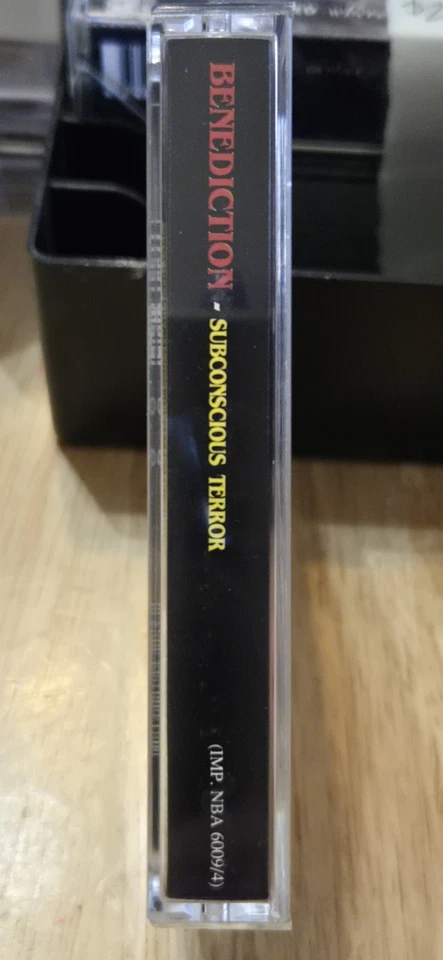 BENEDICTION - SUBCONSCIOUS TERROR (IMP. NBA 6009/4)